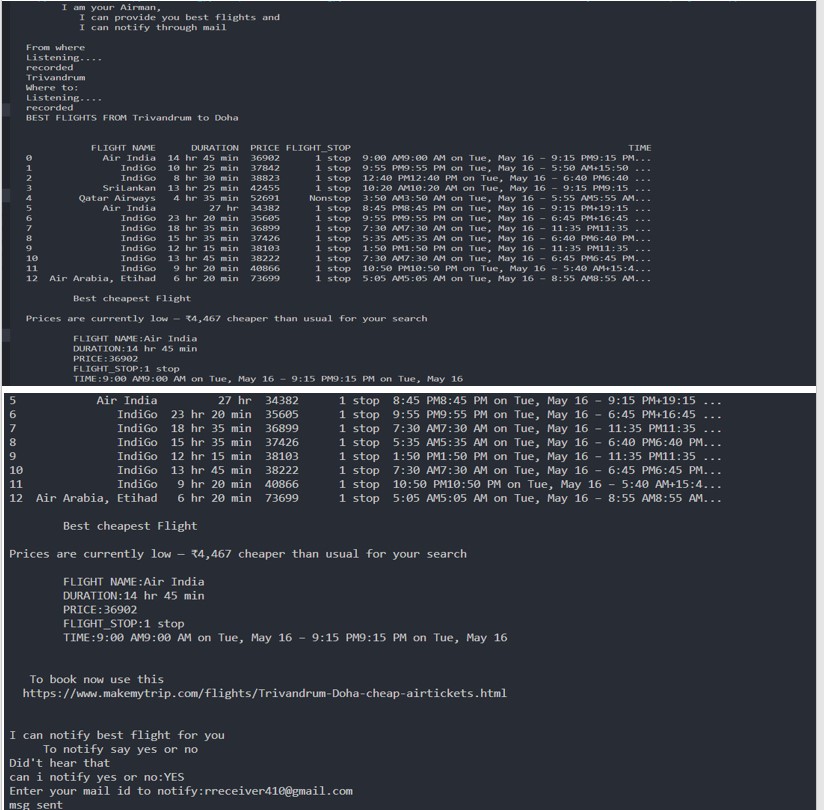 I am your Airman,
I can provide you best flights and
I can notify through mail
From where
Listening....
recorded
Trivandrum
Where to:
Listening....
recorded
BEST FLIGHTS FROM Trivandrum to Doha
FLIGHT NAME DURATION PRICE FLIGHT_STOP TIME
0 Air India 14 hr 45 min 36902 1 stop 9:00 AM9:00 AM on Tue, May 16 – 9:15 PM9:15 PM...
1 IndiGo 10 hr 25 min 37842 1 stop 9:55 PM9:55 PM on Tue, May 16 – 5:50 AM+15:50 ...
2 IndiGo 8 hr 30 min 38823 1 stop 12:40 PM12:40 PM on Tue, May 16 – 6:40 PM6:40 ...
3 SriLankan 13 hr 25 min 42455 1 stop 10:20 AM10:20 AM on Tue, May 16 – 9:15 PM9:15 ...
4 Qatar Airways 4 hr 35 min 52691 Nonstop 3:50 AM3:50 AM on Tue, May 16 – 5:55 AM5:55 AM...
5 Air India 27 hr 34382 1 stop 8:45 PM8:45 PM on Tue, May 16 – 9:15 PM+19:15 ...
6 IndiGo 23 hr 20 min 35605 1 stop 9:55 PM9:55 PM on Tue, May 16 – 6:45 PM+16:45 ...
7 IndiGo 18 hr 35 min 36899 1 stop 7:30 AM7:30 AM on Tue, May 16 – 11:35 PM11:35 ...
8 IndiGo 15 hr 35 min 37426 1 stop 5:35 AM5:35 AM on Tue, May 16 – 6:40 PM6:40 PM...
9 IndiGo 12 hr 15 min 38103 1 stop 1:50 PM1:50 PM on Tue, May 16 – 11:35 PM11:35 ...
10 IndiGo 13 hr 45 min 38222 1 stop 7:30 AM7:30 AM on Tue, May 16 – 6:45 PM6:45 PM...
11 IndiGo 9 hr 20 min 40866 1 stop 10:50 PM10:50 PM on Tue, May 16 – 5:40 AM+15:4...
12 Air Arabia, Etihad 6 hr 20 min 73699 1 stop 5:05 AM5:05 AM on Tue, May 16 – 8:55 AM8:55 AM...
Best cheapest Flight
Prices are currently low — ₹4,467 cheaper than usual for your search
FLIGHT NAME:Air India
DURATION:14 hr 45 min
PRICE:36902
FLIGHT_STOP:1 stop
TIME:9:00 AM9:00 AM on Tue, May 16 – 9:15 PM9:15 PM on Tue, May 16
5 Air India 27 hr 34382 1 stop 8:45 PM8:45 PM on Tue, May 16 – 9:15 PM+19:15 ...
6 IndiGo 23 hr 20 min 35605 1 stop 9:55 PM9:55 PM on Tue, May 16 – 6:45 PM+16:45 ...
7 IndiGo 18 hr 35 min 36899 1 stop 7:30 AM7:30 AM on Tue, May 16 – 11:35 PM11:35 ...
8 IndiGo 15 hr 35 min 37426 1 stop 5:35 AM5:35 AM on Tue, May 16 – 6:40 PM6:40 PM...
9 IndiGo 12 hr 15 min 38103 1 stop 1:50 PM1:50 PM on Tue, May 16 – 11:35 PM11:35 ...
10 IndiGo 13 hr 45 min 38222 1 stop 7:30 AM7:30 AM on Tue, May 16 – 6:45 PM6:45 PM...
11 IndiGo 9 hr 20 min 40866 1 stop 10:50 PM10:50 PM on Tue, May 16 – 5:40 AM+15:4...
12 Air Arabia, Etihad 6 hr 20 min 73699 1 stop 5:05 AM5:05 AM on Tue, May 16 – 8:55 AM8:55 AM...
Best cheapest Flight
Prices are currently low — ₹4,467 cheaper than usual for your search
FLIGHT NAME:Air India
DURATION:14 hr 45 min
PRICE:36902
FLIGHT_STOP:1 stop
TIME:9:00 AM9:00 AM on Tue, May 16 – 9:15 PM9:15 PM on Tue, May 16
To book now use this
https://www.makemytrip.com/flights/Trivandrum-Doha-cheap-airtickets.html
I can notify best flight for you
To notify say yes or no
Did't hear that
can i notify yes or no:YES
Enter your mail id to notify:rreceiver410@gmail.com
msg sent